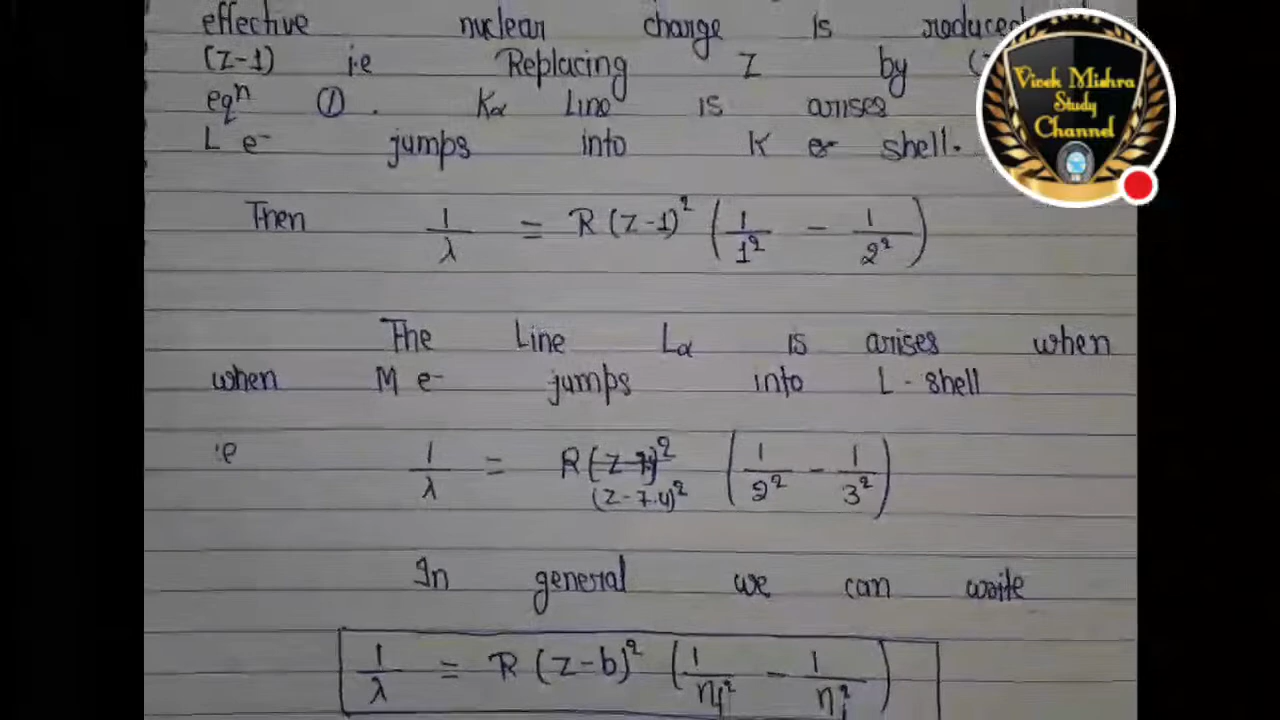 effective nuclear charge is reduced
(Z-1) i.e Replacing Z by (
eqⁿ ① . Kα Line is arises
L e⁻ jumps into K shell.
Then 1/λ = R(Z-1)² (1/1² - 1/2²)
The Line Lα is arises when
when M e⁻ jumps into L-shell
ie 1/λ = R(Z-7.4)² (1/2² - 1/3²)
In general we can write
1/λ = R(Z-b)² (1/n₁² - 1/nᵢ²)
Vivek Mishra
Study
Channel